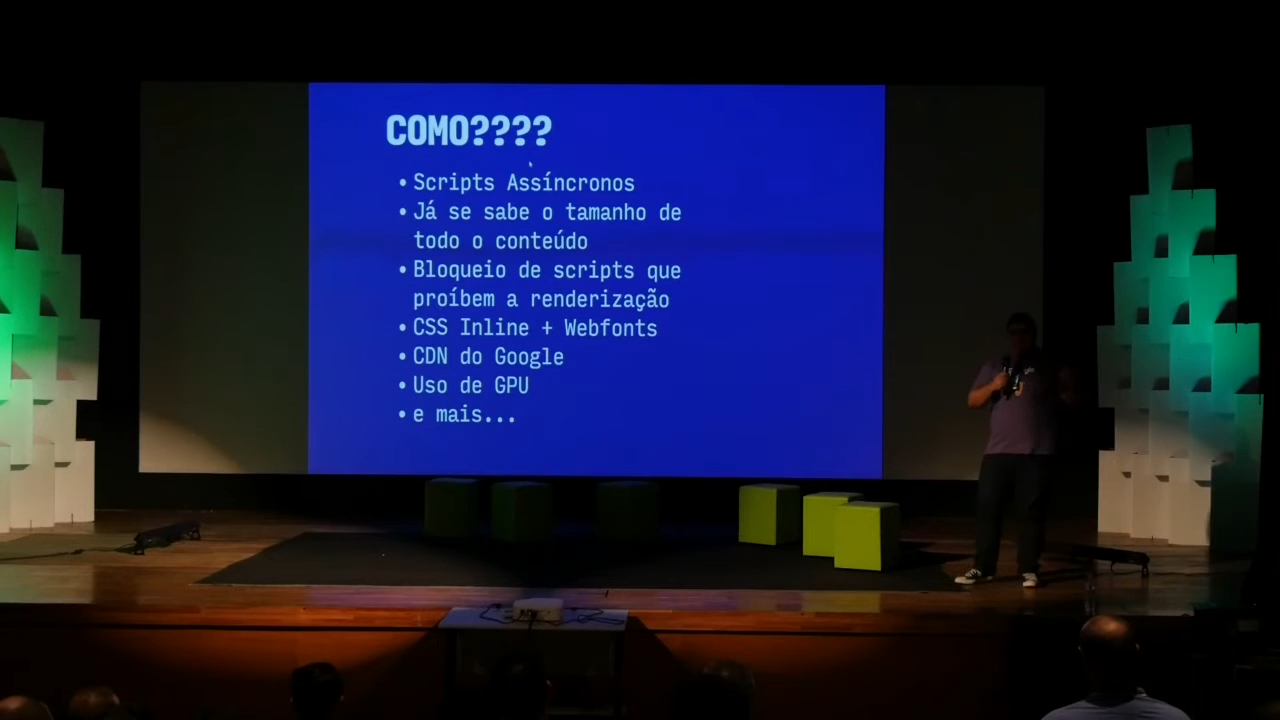 COMO????
•Scripts Assíncronos
•Já se sabe o tamanho de
todo o conteúdo
•Bloqueio de scripts que
proíbem a renderização
•CSS Inline + Webfonts
•CDN do Google
•Uso de GPU
•e mais...